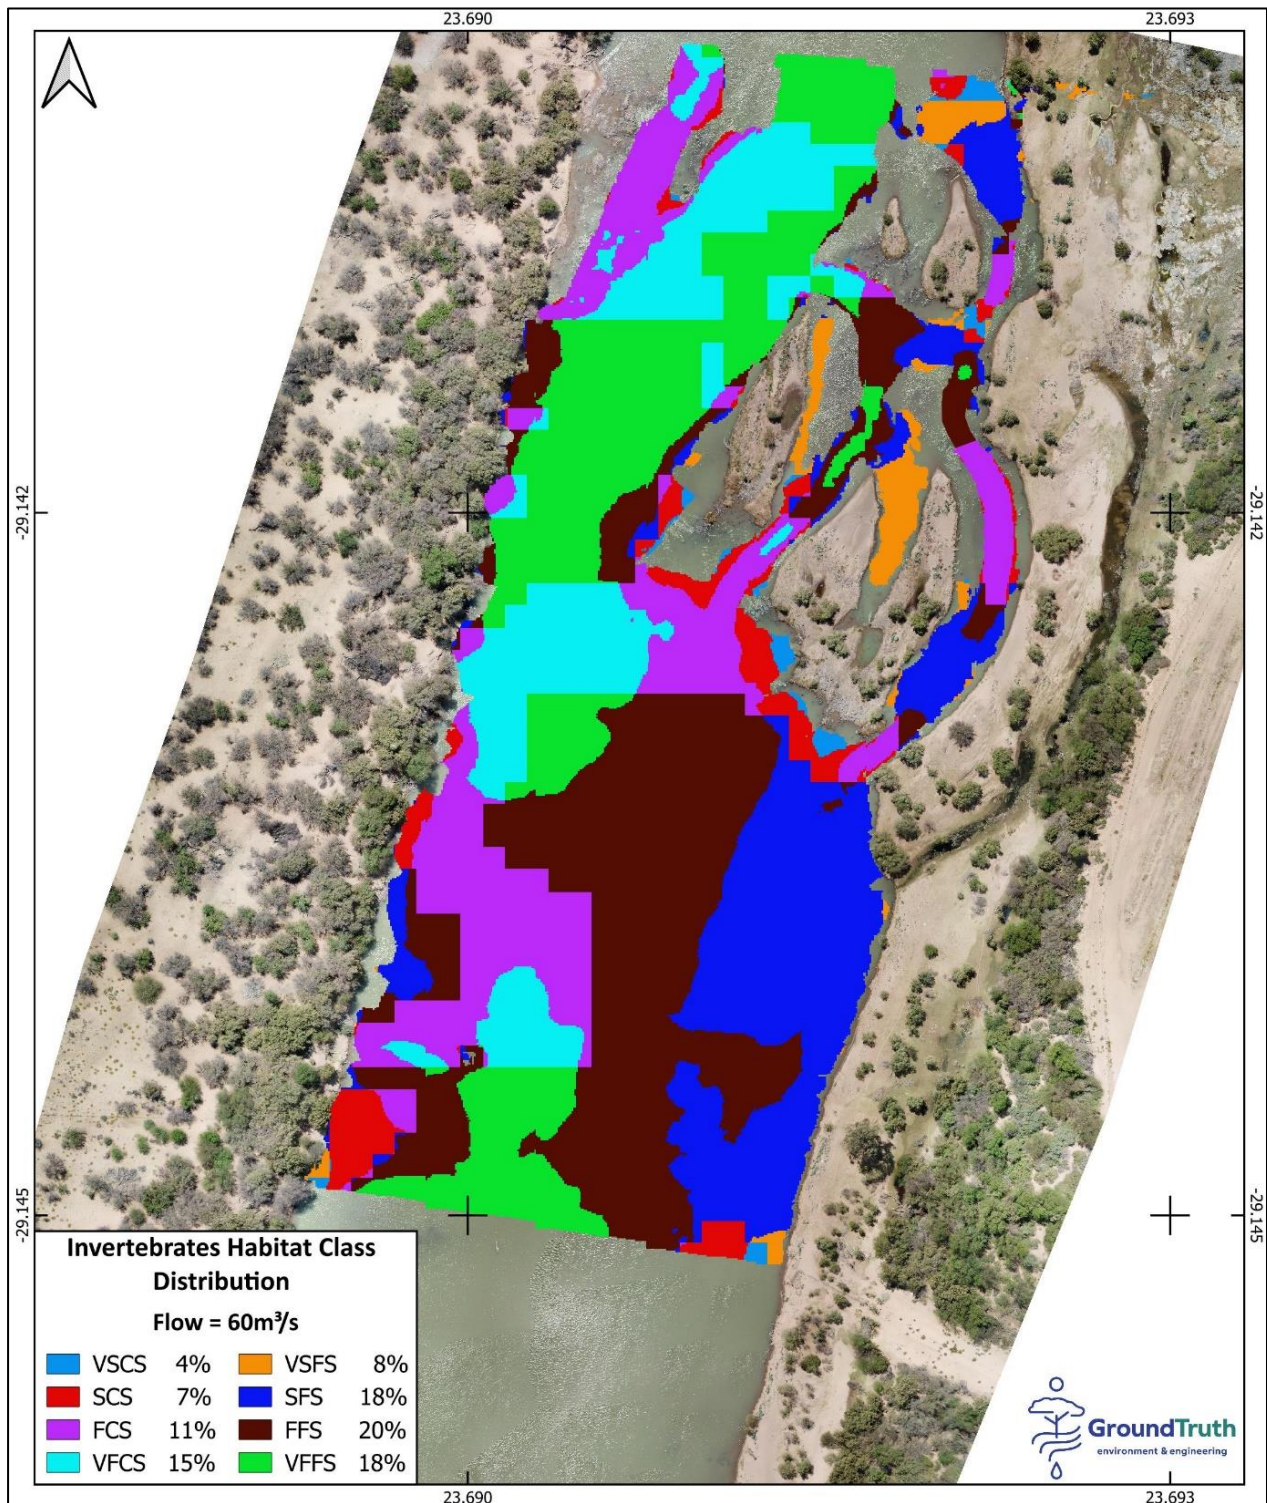 23.690 23.693
-29.142 -29.142
-29.145 -29.145
Invertebrates Habitat Class
Distribution
Flow = 60m³/s
VSCS 4% VSFS 8%
SCS 7% SFS 18%
FCS 11% FFS 20%
VFCS 15% VFFS 18%
GroundTruth
environment & engineering
23.690 23.693